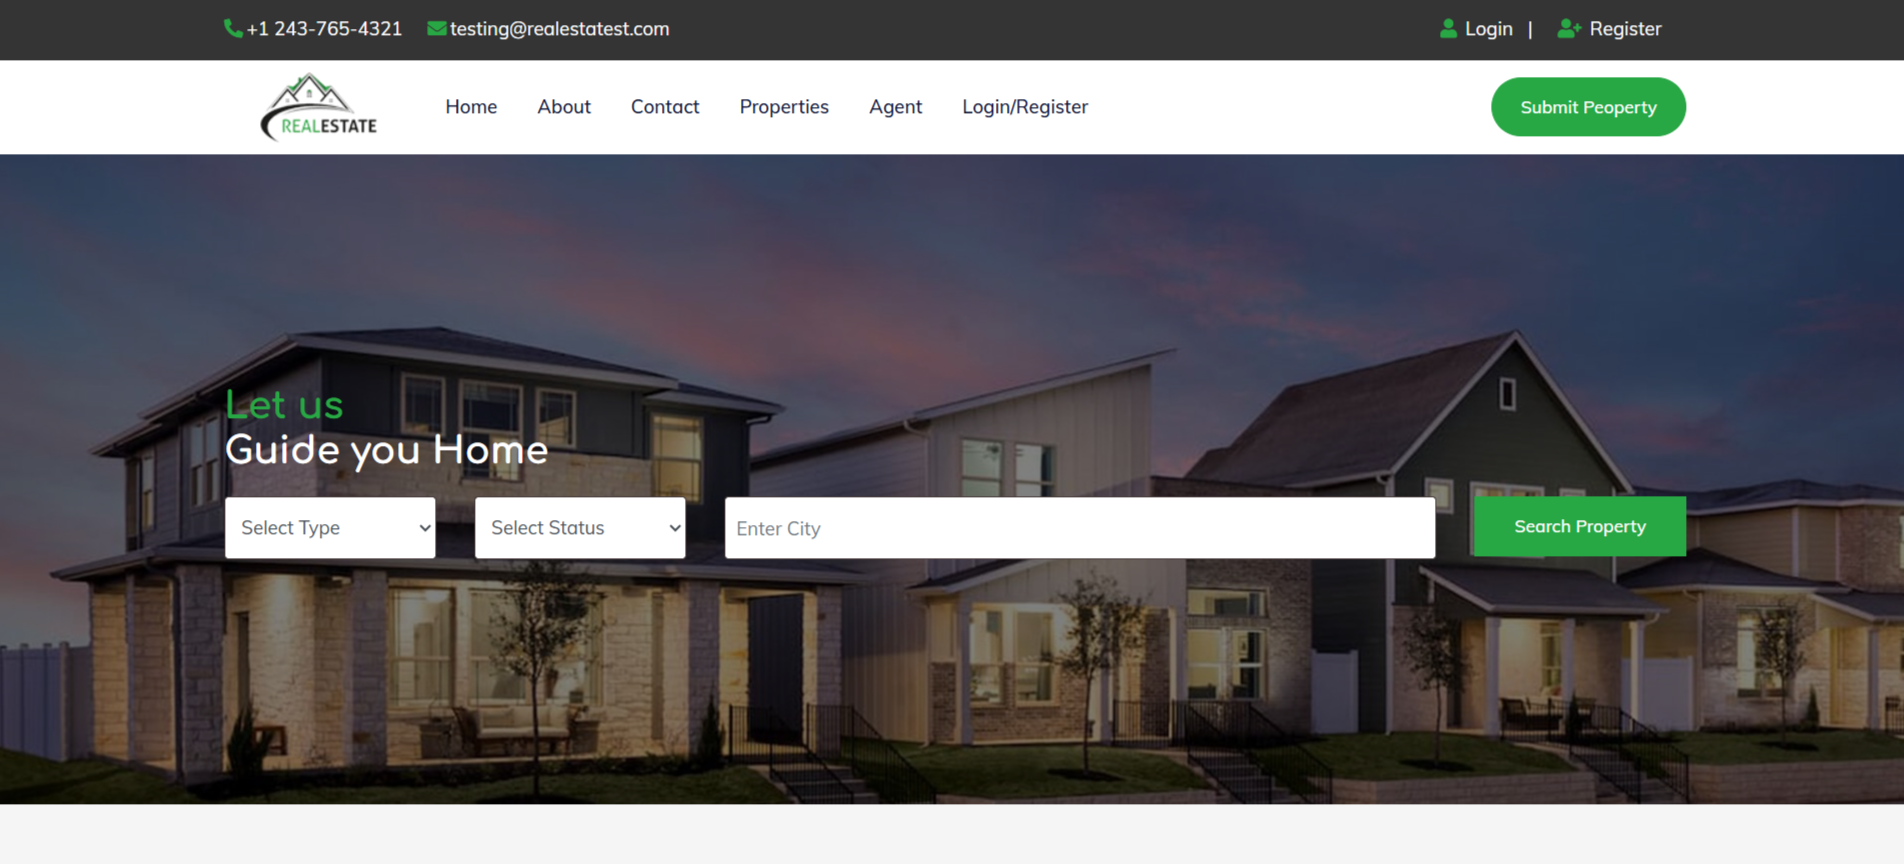 +1 243-765-4321 testing@realestatest.com Login | Register
REALESTATE Home About Contact Properties Agent Login/Register Submit Peoperty
Let us
Guide you Home
Select Type Select Status Enter City Search Property